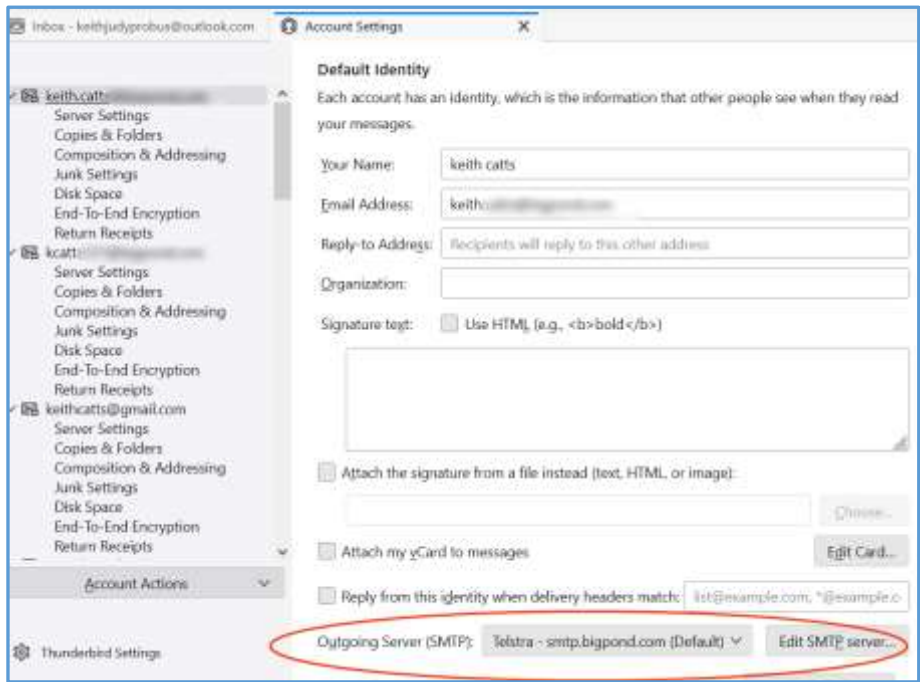 Inbox - keithjudyprobus@outlook.com
Account Settings
keith.catts
Server Settings
Copies & Folders
Composition & Addressing
Junk Settings
Disk Space
End-To-End Encryption
Return Receipts
kcatt
Server Settings
Copies & Folders
Composition & Addressing
Junk Settings
Disk Space
End-To-End Encryption
Return Receipts
keithcatts@gmail.com
Server Settings
Copies & Folders
Composition & Addressing
Junk Settings
Disk Space
End-To-End Encryption
Return Receipts
Account Actions
Thunderbird Settings
Default Identity
Each account has an identity, which is the information that other people see when they read
your messages.
Your Name: keith catts
Email Address: keith
Reply-to Address: Recipients will reply to this other address
Organization:
Signature text: Use HTML (e.g., <b>bold</b>)
Attach the signature from a file instead (text, HTML, or image):
Choose...
Attach my vCard to messages Edit Card...
Reply from this identity when delivery headers match: list@example.com, *@example.c
Outgoing Server (SMTP): Telstra - smtp.bigpond.com (Default) Edit SMTP server...